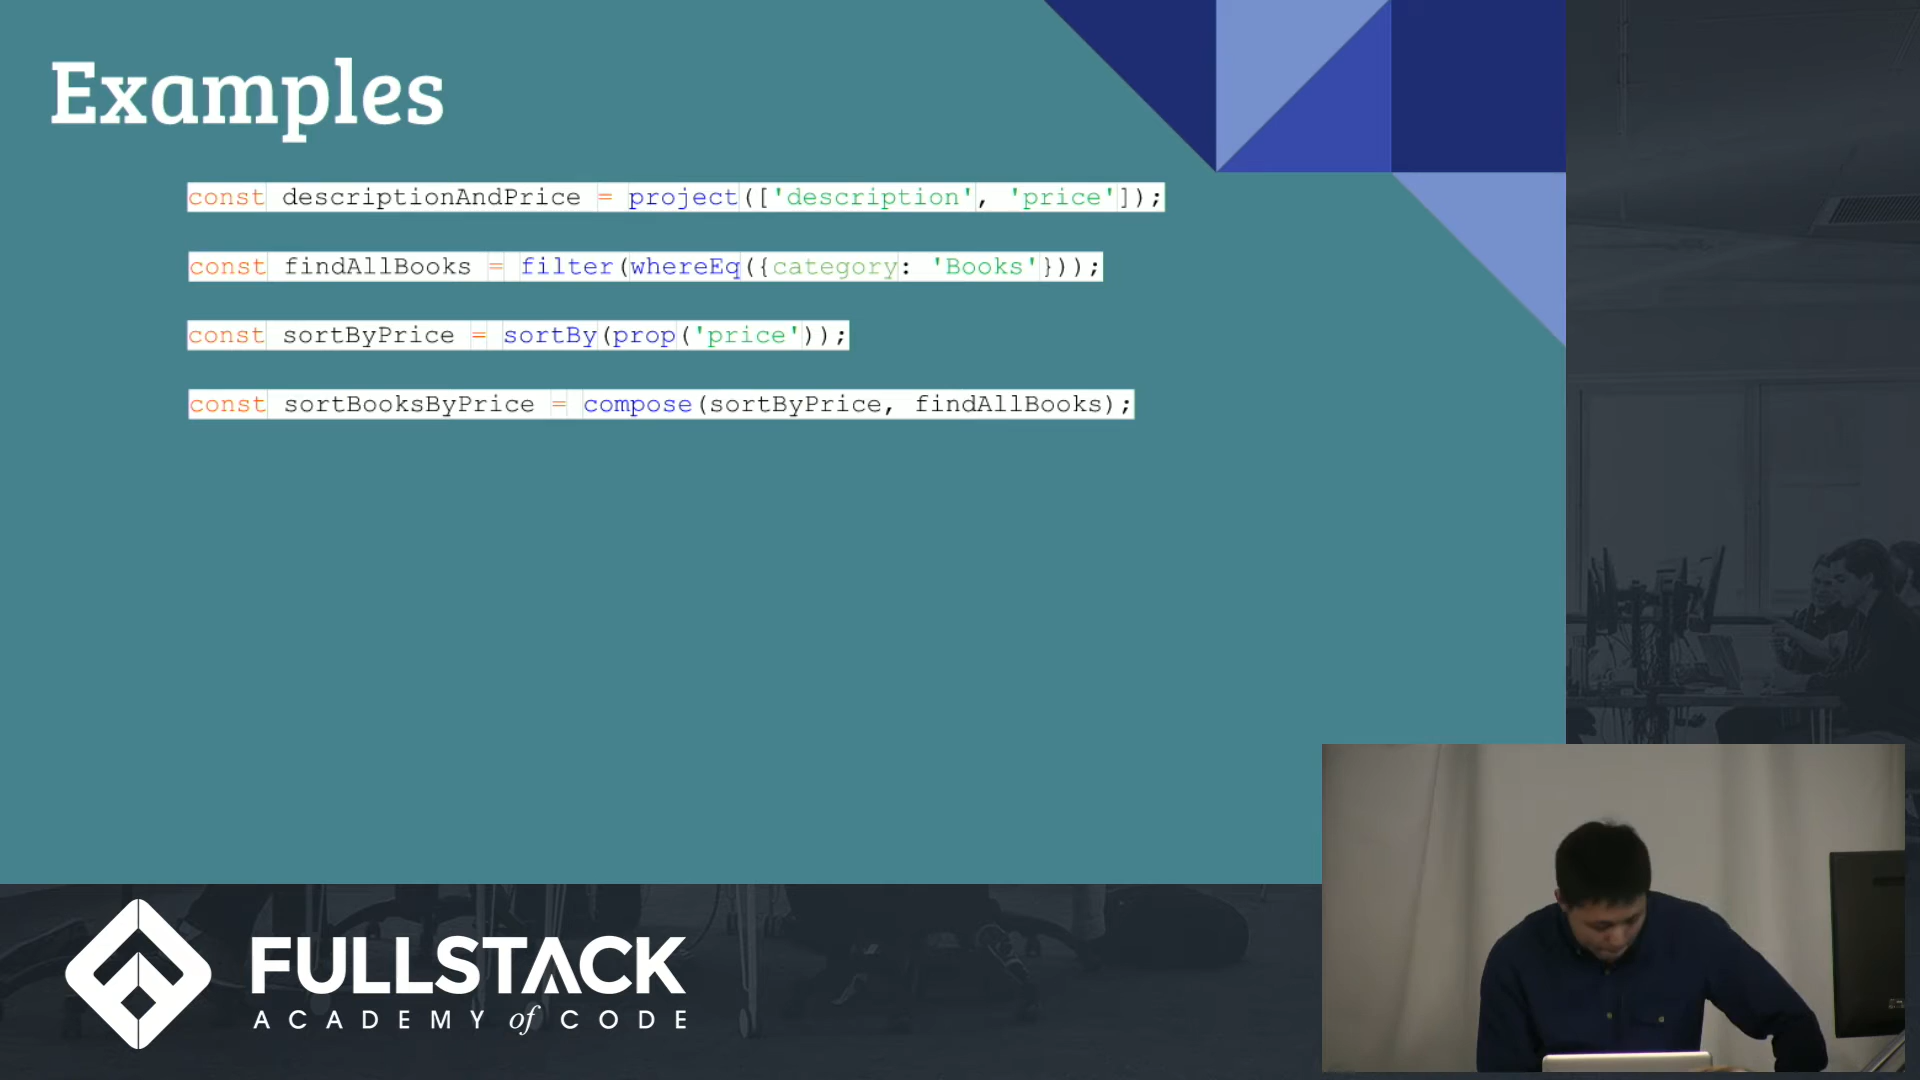 Examples
const descriptionAndPrice = project(['description', 'price']);
const findAllBooks = filter(whereEq({category: 'Books'}));
const sortByPrice = sortBy(prop('price'));
const sortBooksByPrice = compose(sortByPrice, findAllBooks);
FULLSTACK
ACADEMY of CODE